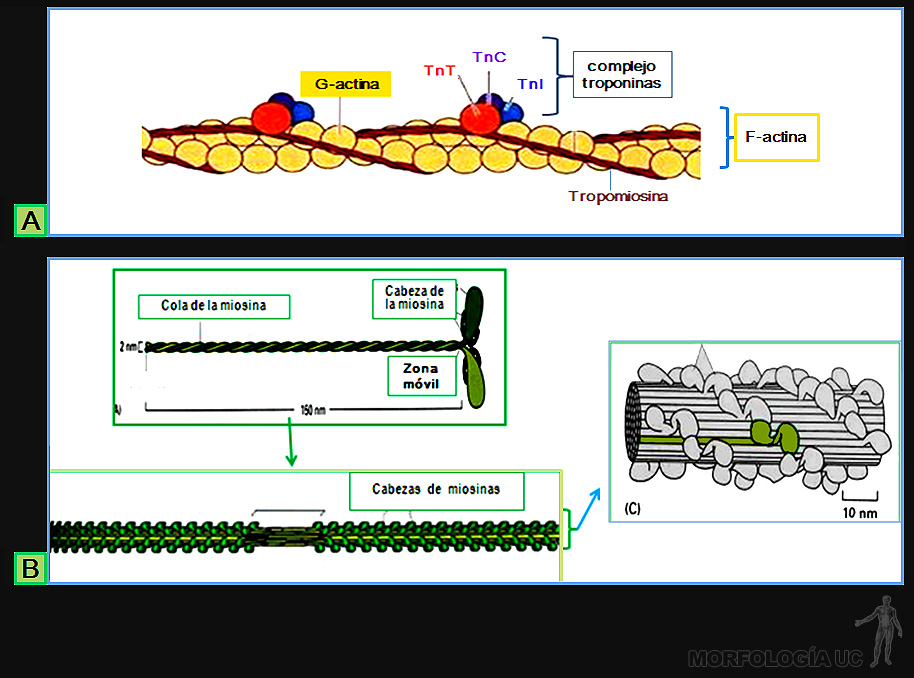 TnC
TnT
TnI
G-actina
complejo
troponinas
F-actina
Tropomiosina
A
Cola de la miosina
Cabeza de
la miosina
2 nm
Zona
móvil
A)
150 nm
Cabezas de miosinas
(C)
10 nm
B
MORFOLOGÍA UC